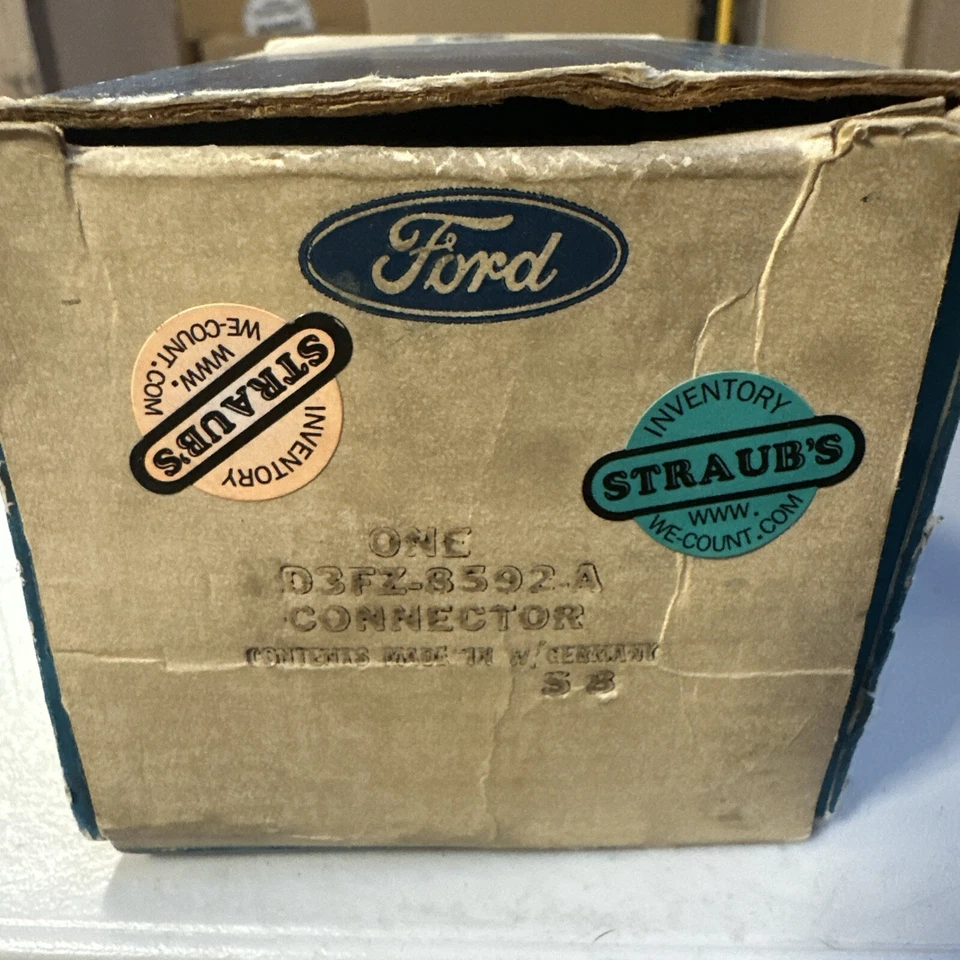 Ford
INVENTORY
STRAUB'S
WWW.
WE-COUNT.COM
INVENTORY
STRAUB'S
WWW.
WE-COUNT.COM
ONE
D3FZ-8592-A
CONNECTOR
CONTENTS MADE IN W/GERMANY
S 8